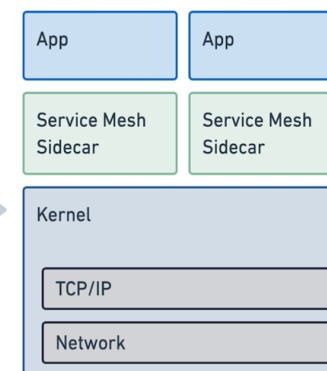 App
App
Service Mesh
Sidecar
Service Mesh
Sidecar
Kernel
TCP/IP
Network